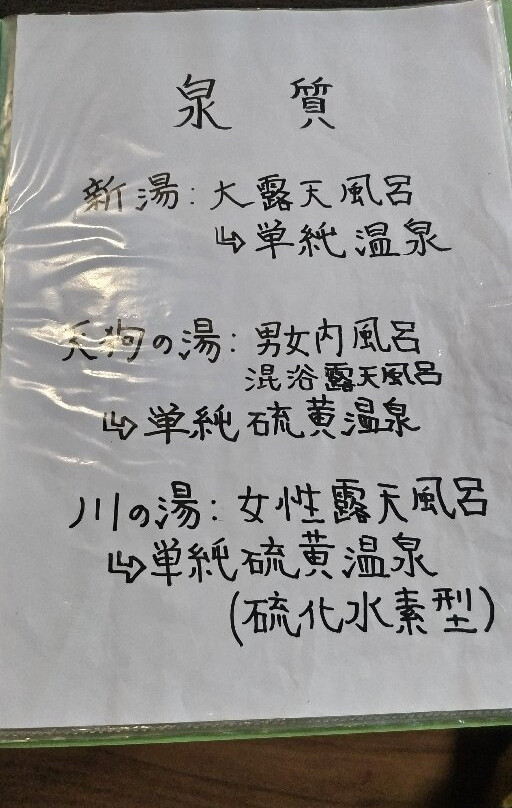 泉 質
新湯：大露天風呂
↳単純温泉
天狗の湯：男女内風呂
混浴露天風呂
↳単純硫黄温泉
川の湯：女性露天風呂
↳単純硫黄温泉
(硫化水素型)